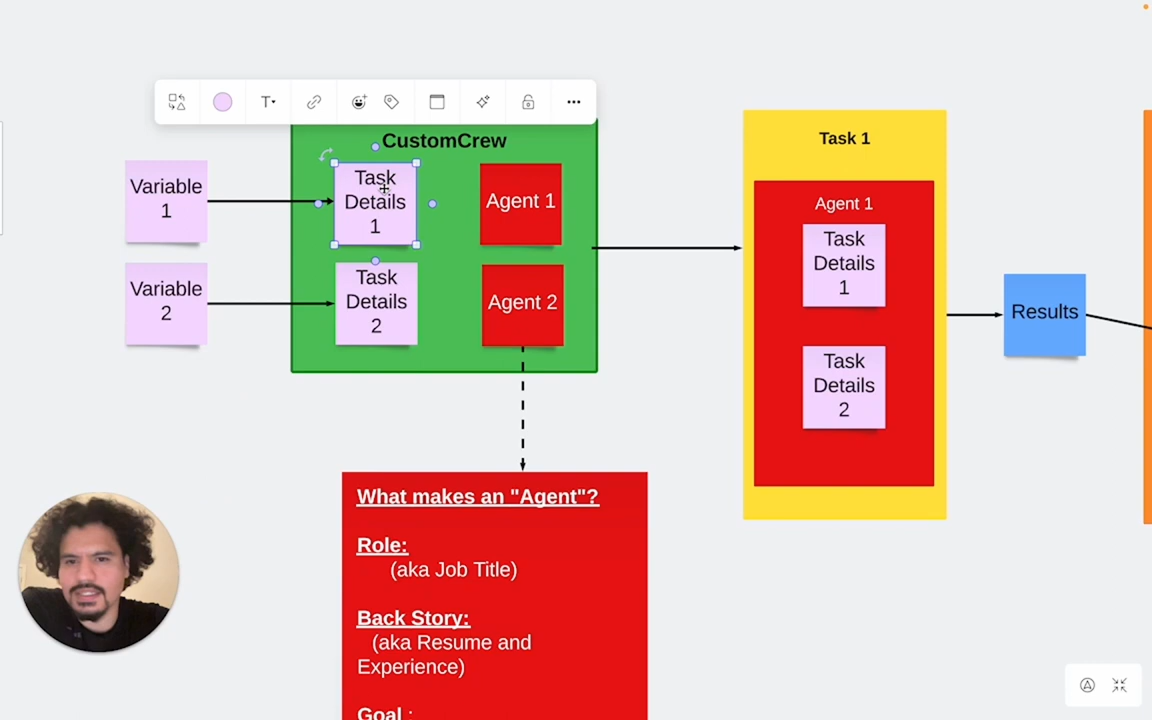 T
CustomCrew
Variable
1
Task
Details
1
Agent 1
Variable
2
Task
Details
2
Agent 2
What makes an "Agent"?
Role:
(aka Job Title)
Back Story:
(aka Resume and
Experience)
Goal :
Task 1
Agent 1
Task
Details
1
Task
Details
2
Results